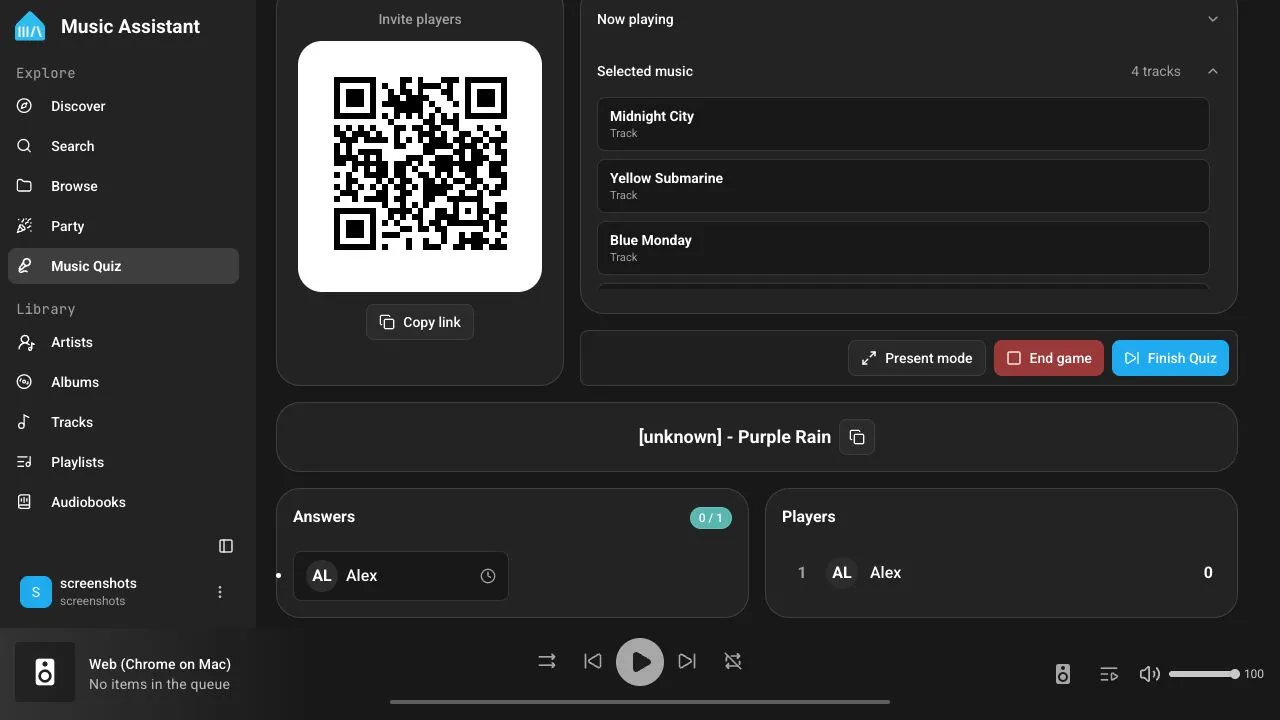 Music Assistant
Explore
Discover
Search
Browse
Party
Music Quiz
Library
Artists
Albums
Tracks
Playlists
Audiobooks
S
screenshots
screenshots
Invite players
Copy link
Now playing
Selected music
4 tracks
Midnight City
Track
Yellow Submarine
Track
Blue Monday
Track
Present mode
End game
Finish Quiz
[unknown] - Purple Rain
Answers
0 / 1
AL Alex
Players
1 AL Alex 0
Web (Chrome on Mac)
No items in the queue
100